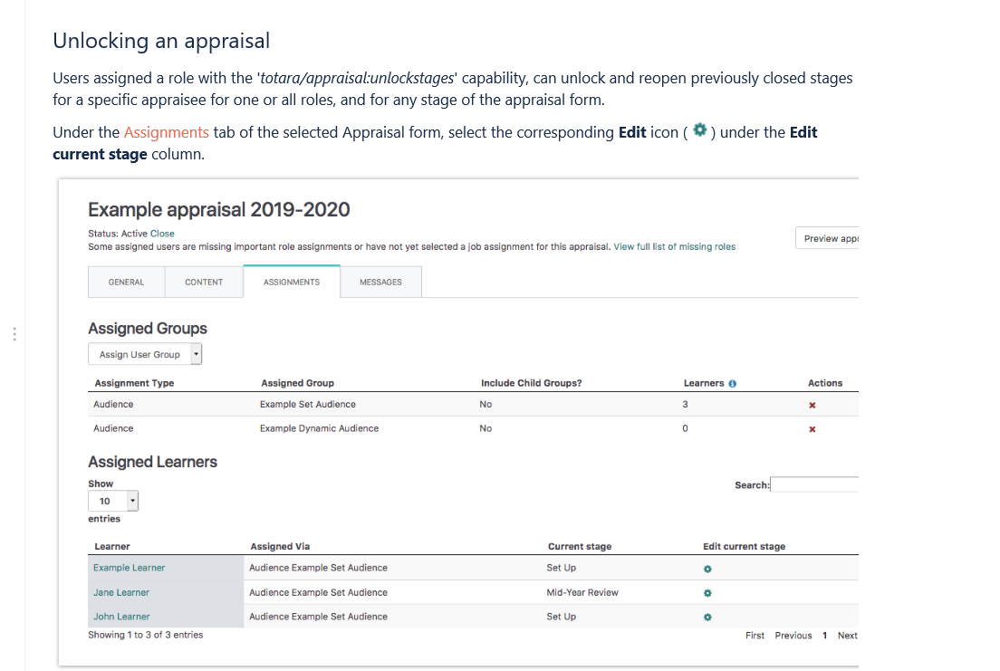 Unlocking an appraisal
Users assigned a role with the 'totara/appraisal:unlockstages' capability, can unlock and reopen previously closed stages
for a specific appraisee for one or all roles, and for any stage of the appraisal form.
Under the Assignments tab of the selected Appraisal form, select the corresponding Edit icon ( ) under the Edit
current stage column.
Example appraisal 2019-2020
Status: Active Close
Some assigned users are missing important role assignments or have not yet selected a job assignment for this appraisal. View full list of missing roles
Preview appr
GENERAL CONTENT ASSIGNMENTS MESSAGES
Assigned Groups
Assign User Group
Assignment Type Assigned Group Include Child Groups? Learners Actions
Audience Example Set Audience No 3
Audience Example Dynamic Audience No 0
Assigned Learners
Show
10
entries
Search:
Learner Assigned Via Current stage Edit current stage
Example Learner Audience Example Set Audience Set Up
Jane Learner Audience Example Set Audience Mid-Year Review
John Learner Audience Example Set Audience Set Up
Showing 1 to 3 of 3 entries
First Previous 1 Next